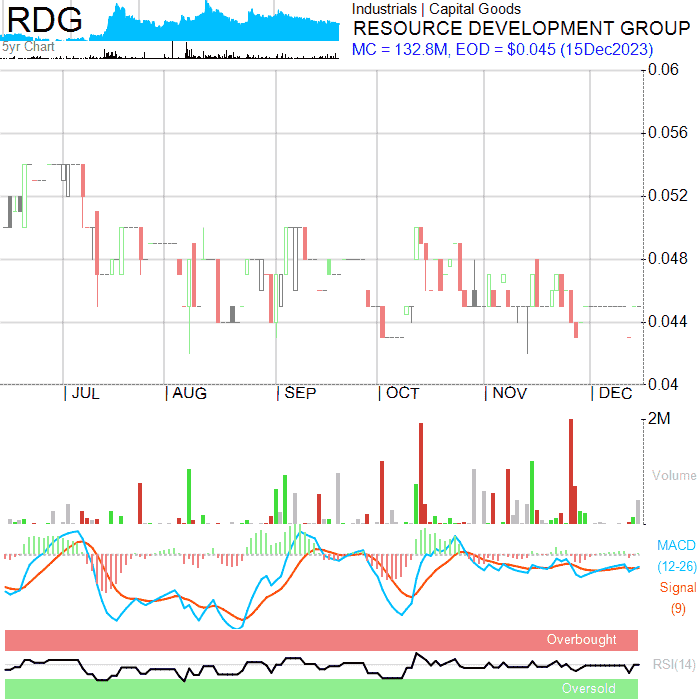 RDG
5yr Chart
Industrials | Capital Goods
RESOURCE DEVELOPMENT GROUP
MC = 132.8M, EOD = $0.045 (15Dec2023)
0.06
0.056
0.052
0.048
0.044
0.04
| JUL | AUG | SEP | OCT | NOV | DEC
2M
Volume
MACD
(12-26)
Signal
(9)
Overbought
RSI(14)
Oversold